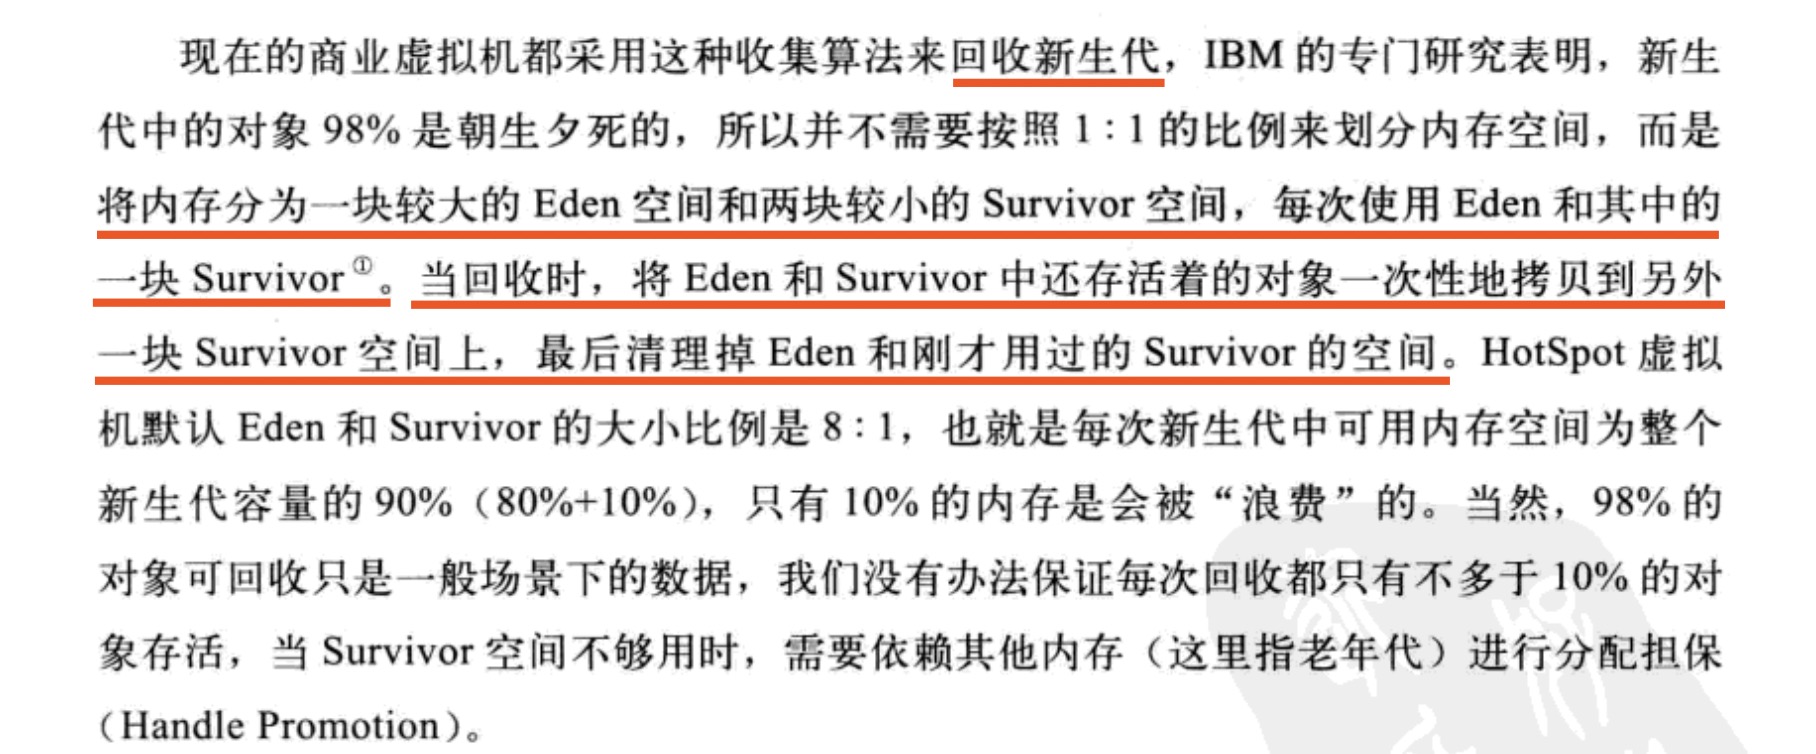 现在的商业虚拟机都采用这种收集算法来回收新生代，IBM 的专门研究表明，新生
代中的对象 98% 是朝生夕死的，所以并不需要按照 1∶1 的比例来划分内存空间，而是
将内存分为一块较大的 Eden 空间和两块较小的 Survivor 空间，每次使用 Eden 和其中的
一块 Survivor①。当回收时，将 Eden 和 Survivor 中还存活着的对象一次性地拷贝到另外
一块 Survivor 空间上，最后清理掉 Eden 和刚才用过的 Survivor 的空间。HotSpot 虚拟
机默认 Eden 和 Survivor 的大小比例是 8∶1，也就是每次新生代中可用内存空间为整个
新生代容量的 90%（80%+10%），只有 10% 的内存是会被“浪费”的。当然，98% 的
对象可回收只是一般场景下的数据，我们没有办法保证每次回收都只有不多于 10% 的对
象存活，当 Survivor 空间不够用时，需要依赖其他内存（这里指老年代）进行分配担保
（Handle Promotion）。